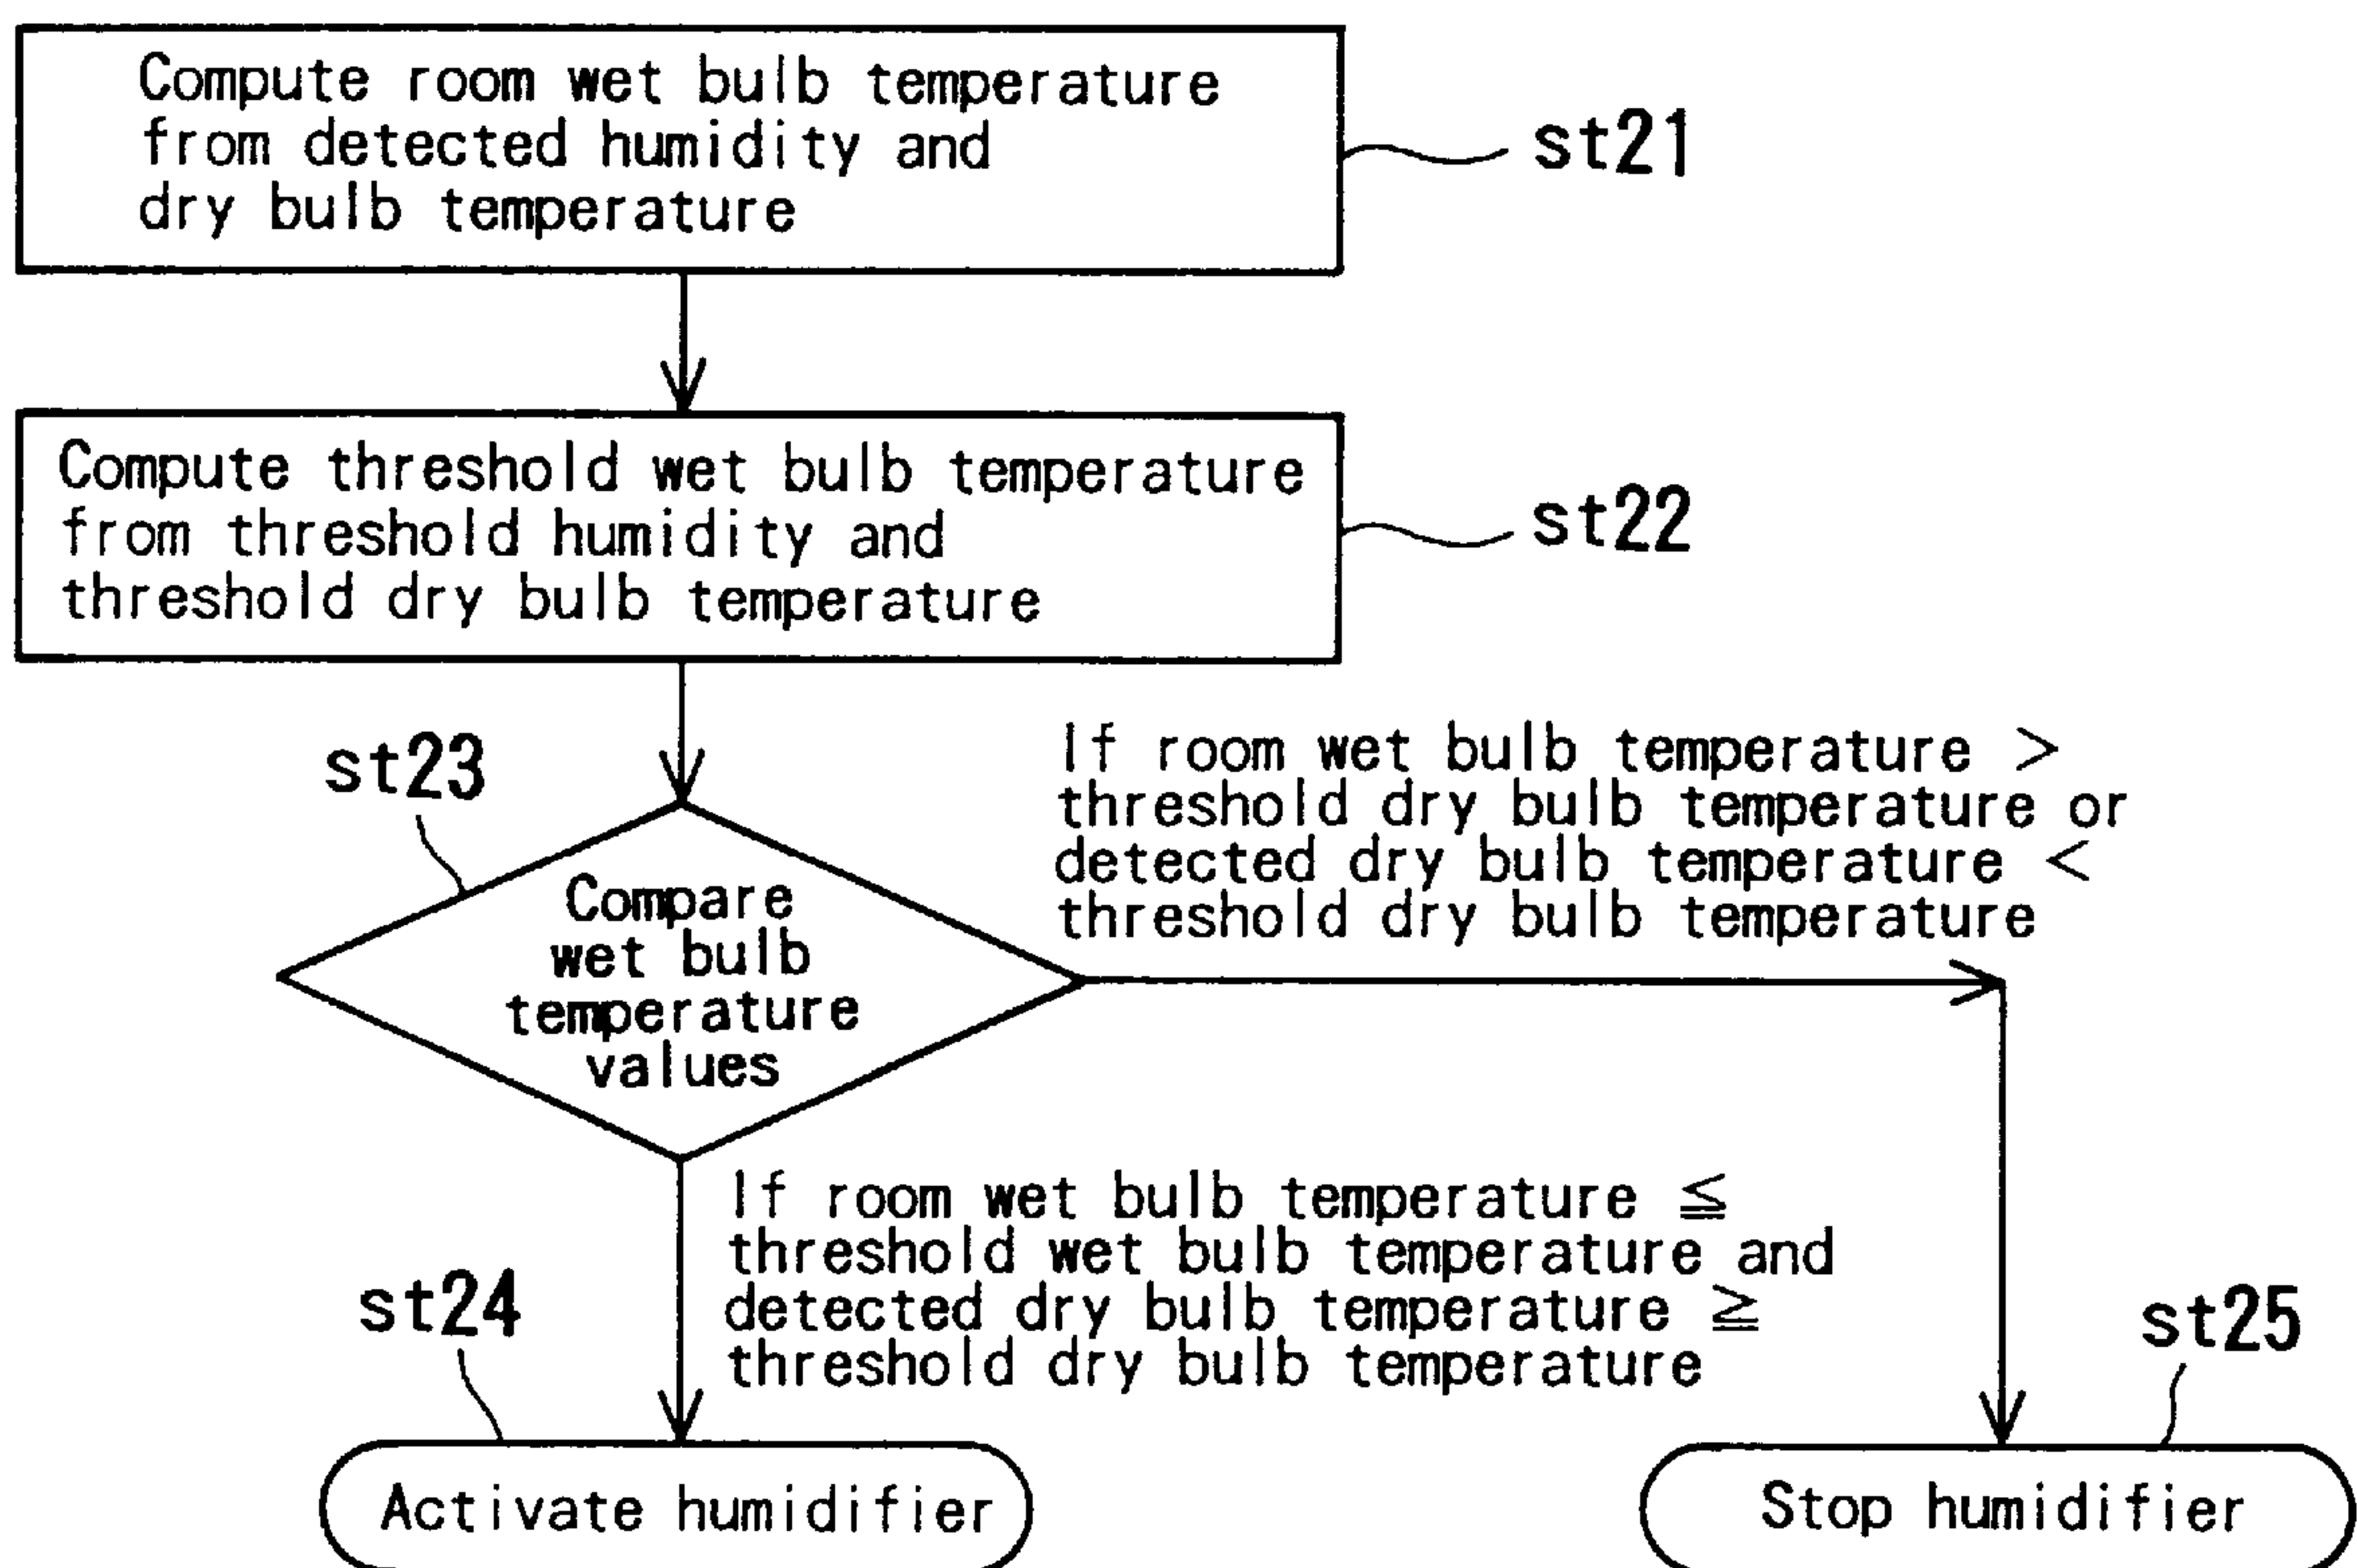 Compute room wet bulb temperature
from detected humidity and
dry bulb temperature
st21
Compute threshold wet bulb temperature
from threshold humidity and
threshold dry bulb temperature
st22
st23
If room wet bulb temperature >
threshold dry bulb temperature or
detected dry bulb temperature <
threshold dry bulb temperature
Compare
wet bulb
temperature
values
If room wet bulb temperature ≦
threshold wet bulb temperature and
detected dry bulb temperature ≧
threshold dry bulb temperature
st24
st25
Activate humidifier
Stop humidifier